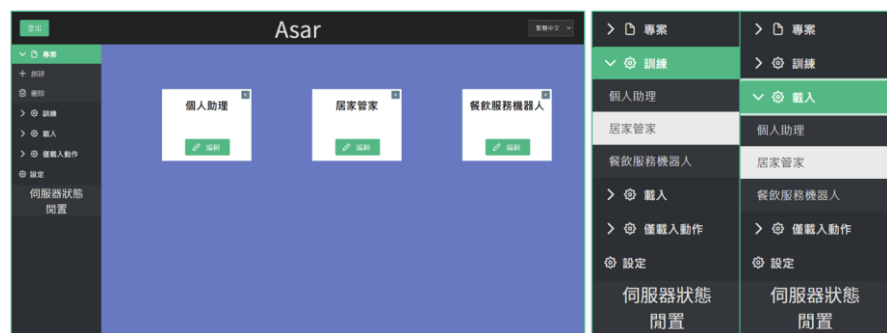 登出
Asar
繁體中文
專案
創建
刪除
訓練
載入
僅載入動作
設定
伺服器狀態
閒置
個人助理
編輯
居家管家
編輯
餐飲服務機器人
編輯
專案
訓練
個人助理
居家管家
餐飲服務機器人
載入
僅載入動作
設定
伺服器狀態
閒置
專案
訓練
載入
個人助理
居家管家
餐飲服務機器人
僅載入動作
設定
伺服器狀態
閒置